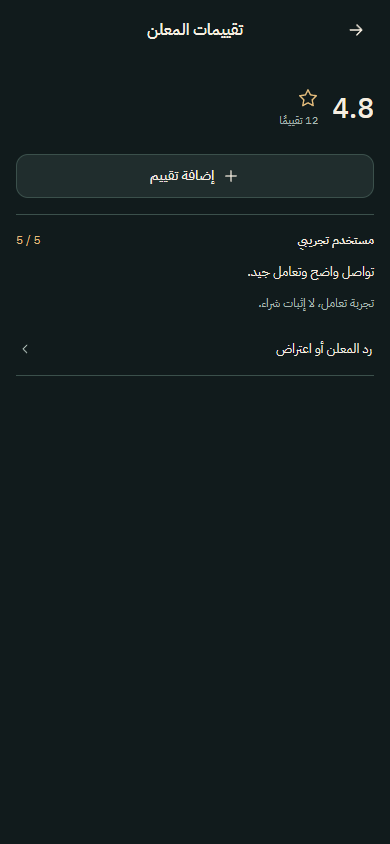 تقييمات المعلن
4.8
12 تقييمًا
إضافة تقييم
مستخدم تجريبي
5 / 5
تواصل واضح وتعامل جيد.
تجربة تعامل، لا إثبات شراء.
رد المعلن أو اعتراض